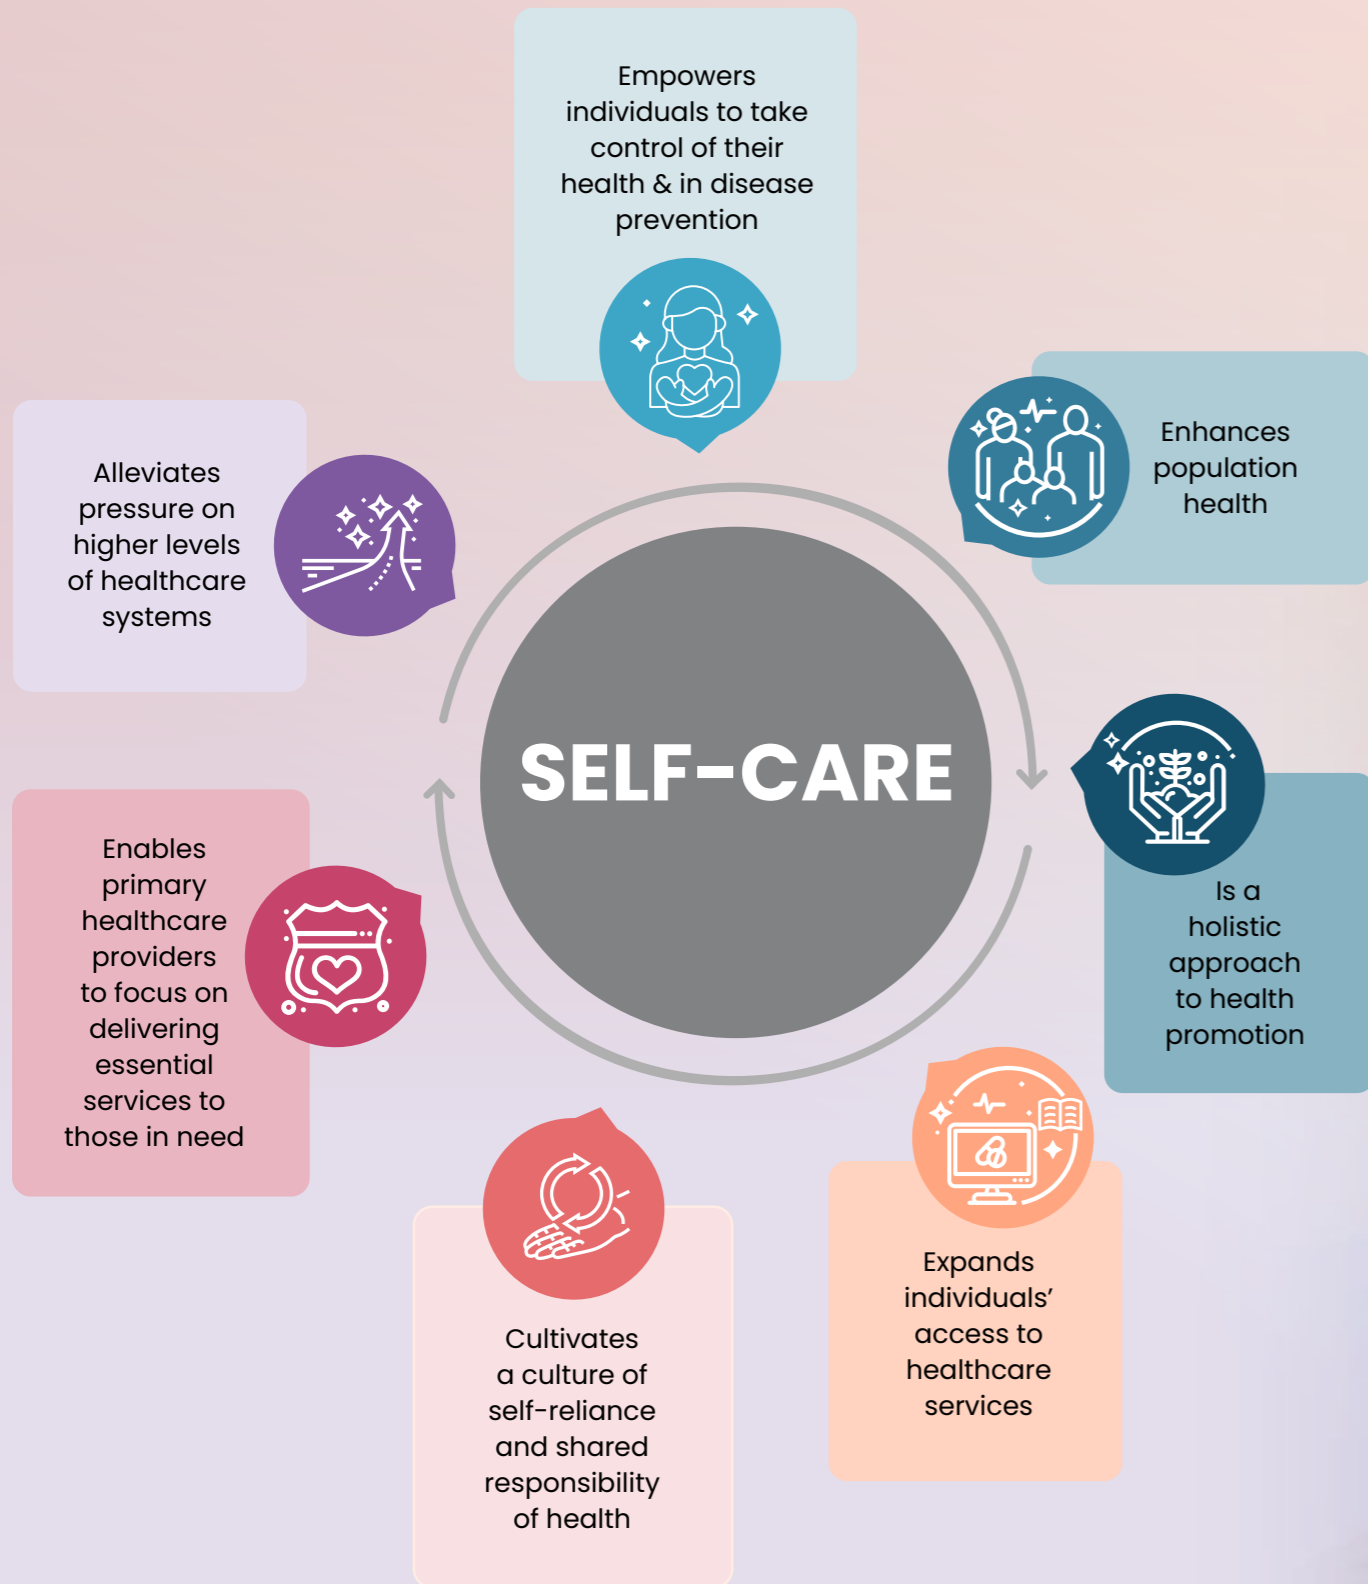 Empowers
individuals to take
control of their
health & in disease
prevention
Enhances
population
health
Is a
holistic
approach
to health
promotion
Expands
individuals’
access to
healthcare
services
Cultivates
a culture of
self-reliance
and shared
responsibility
of health
Enables
primary
healthcare
providers
to focus on
delivering
essential
services to
those in need
Alleviates
pressure on
higher levels
of healthcare
systems
SELF-CARE